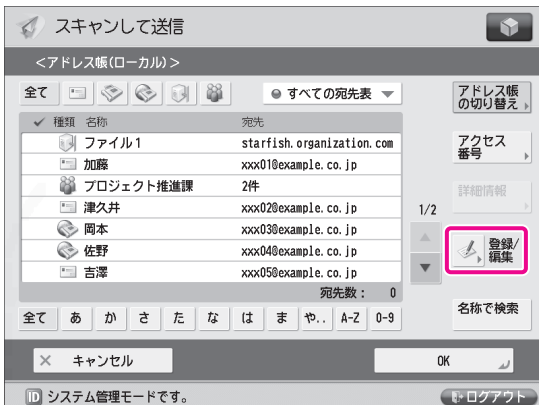 スキャンして送信
<アドレス帳(ローカル)>
全て
すべての宛先表
アドレス帳の切り替え
種類 名称 宛先
ファイル1 starfish.organization.com
加藤 xxx01@example.co.jp
プロジェクト推進課 2件
津久井 xxx02@example.co.jp
岡本 xxx03@example.co.jp
佐野 xxx04@example.co.jp
吉澤 xxx05@example.co.jp
宛先数: 0
アクセス番号
詳細情報
1/2
登録/編集
名称で検索
全て あ か さ た な は ま や.. A-Z 0-9
キャンセル
OK
ID システム管理モードです。
ログアウト